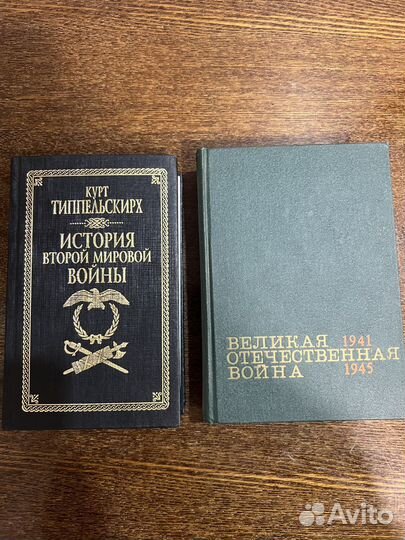 КУРТ
ТИППЕЛЬСКИРХ
ИСТОРИЯ
ВТОРОЙ МИРОВОЙ
ВОЙНЫ
ВЕЛИКАЯ 1941
ОТЕЧЕСТВЕННАЯ
ВОЙНА 1945
Avito